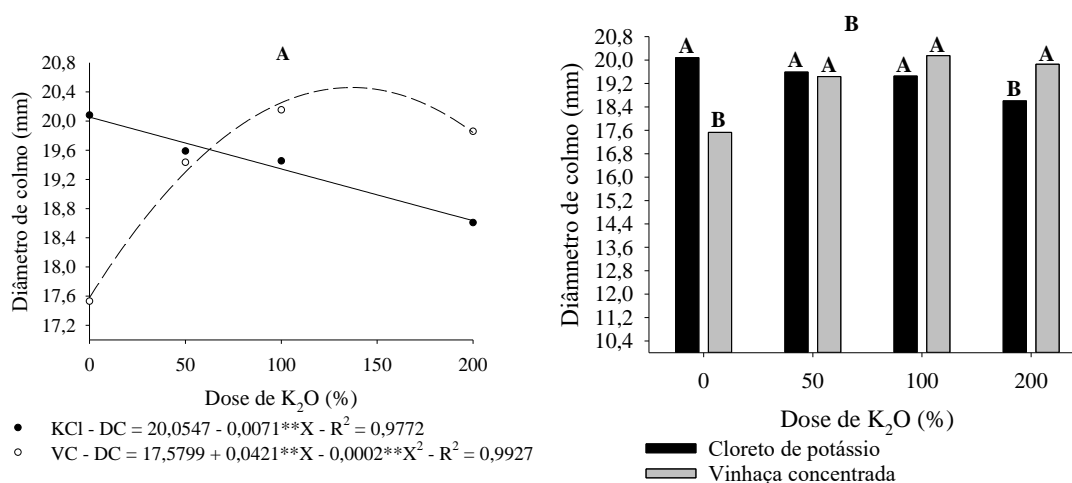 A
20,8
20,4
20,0
19,6
19,2
18,8
18,4
18,0
17,6
17,2
Diâmetro de colmo (mm)
0 50 100 150 200
Dose de K2O (%)
KCl - DC = 20,0547 - 0,0071**X - R2 = 0,9772
VC - DC = 17,5799 + 0,0421**X - 0,0002**X2 - R2 = 0,9927
B
20,8
20,0
19,2
18,4
17,6
16,8
16,0
15,2
14,4
13,6
12,8
12,0
11,2
10,4
Diâmnetro de colmo (mm)
A B A A A A B A
0 50 100 200
Dose de K2O (%)
Cloreto de potássio
Vinhaça concentrada